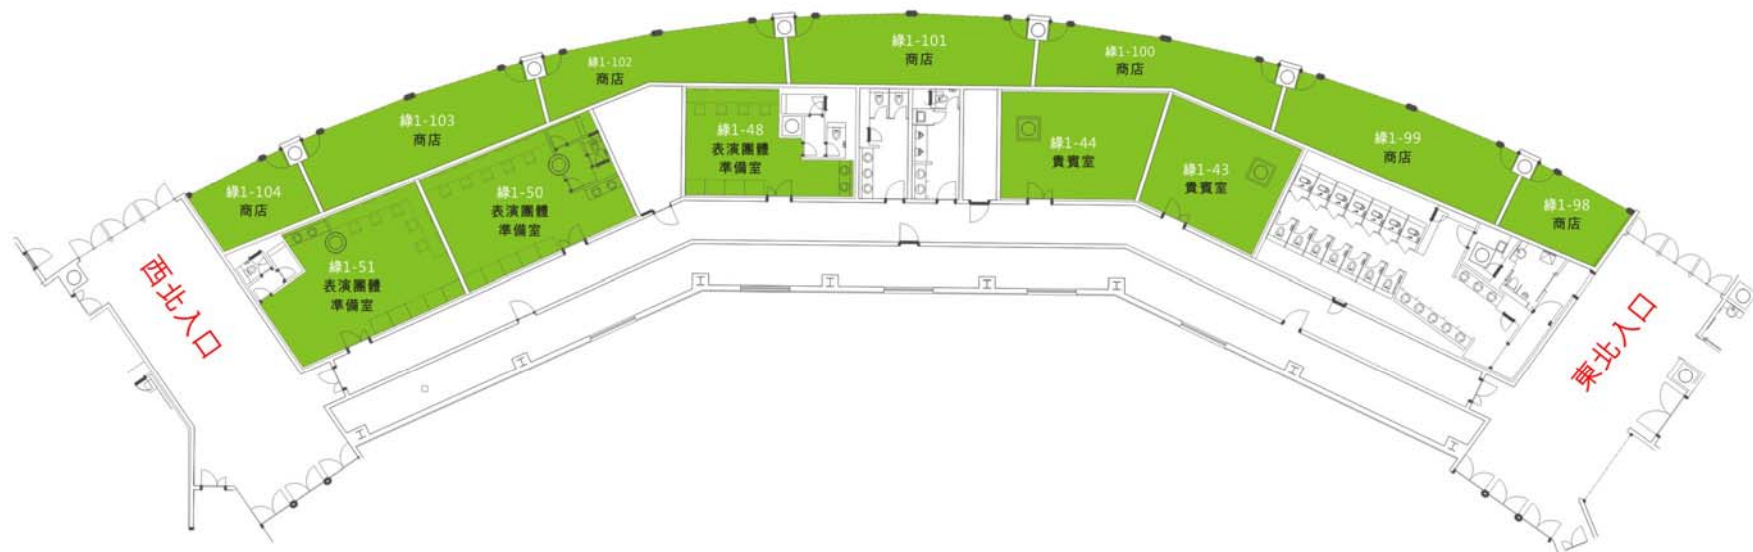 綠1-101
商店
綠1-100
商店
綠1-102
商店
綠1-103
商店
綠1-48
表演團體
準備室
綠1-44
貴賓室
綠1-99
商店
綠1-43
貴賓室
綠1-104
商店
綠1-50
表演團體
準備室
綠1-98
商店
綠1-51
表演團體
準備室
西北入口
東北入口